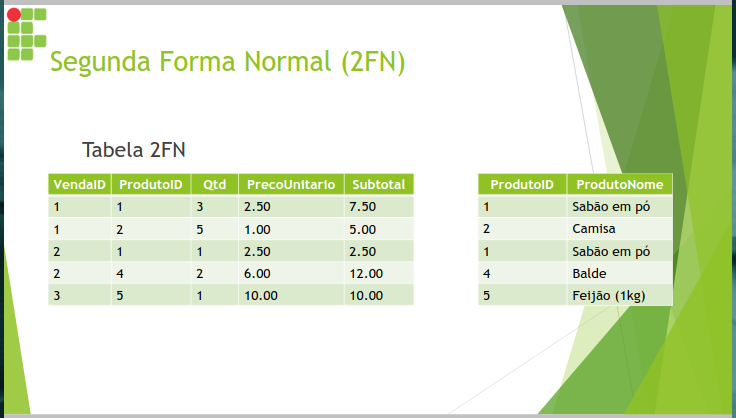 Segunda Forma Normal (2FN)
Tabela 2FN
VendaID ProdutoID Qtd PrecoUnitario Subtotal
1 1 3 2.50 7.50
1 2 5 1.00 5.00
2 1 1 2.50 2.50
2 4 2 6.00 12.00
3 5 1 10.00 10.00
ProdutoID ProdutoNome
1 Sabão em pó
2 Camisa
1 Sabão em pó
4 Balde
5 Feijão (1kg)